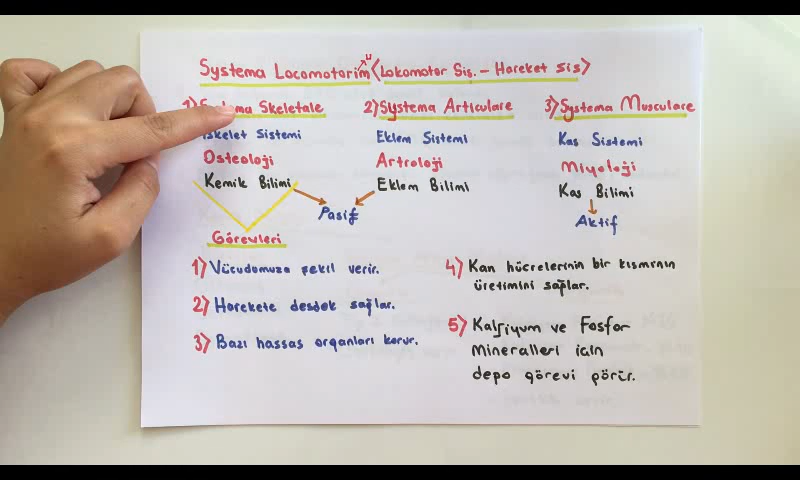 Systema Locomotorim u (Lokomotor Sis. - Hareket Sis)
1) Systema Skeletale
İskelet Sistemi
Osteoloji
Kemik Bilimi
2) Systema Articulare
Eklem Sistemi
Artroloji
Eklem Bilimi
Pasif
3) Systema Musculare
Kas Sistemi
Miyoloji
Kas Bilimi
Aktif
Görevleri
1) Vücudumuza şekil verir.
2) Harekete destek sağlar.
3) Bazı hassas organları korur.
4) Kan hücrelerinin bir kısmının
üretimini sağlar.
5) Kalsiyum ve Fosfor
Mineralleri için
depo görevi görür.